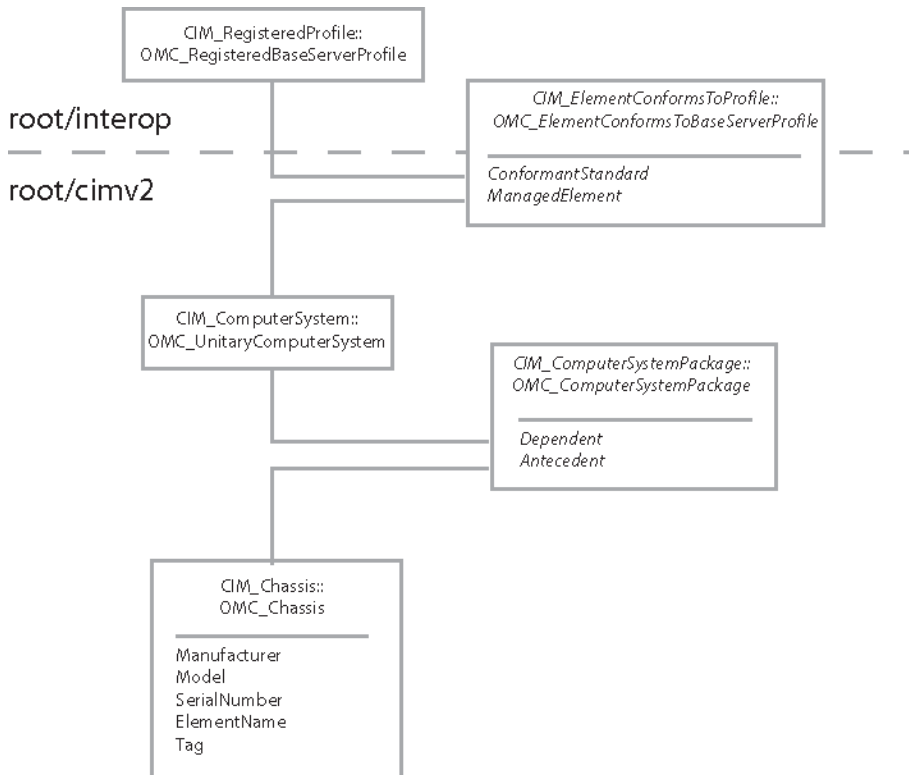 CIM_RegisteredProfile::
OMC_RegisteredBaseServerProfile
root/interop
CIM_ElementConformsToProfile::
OMC_ElementConformsToBaseServerProfile
ConformantStandard
ManagedElement
root/cimv2
CIM_ComputerSystem::
OMC_UnitaryComputerSystem
CIM_ComputerSystemPackage::
OMC_ComputerSystemPackage
Dependent
Antecedent
CIM_Chassis::
OMC_Chassis
Manufacturer
Model
SerialNumber
ElementName
Tag